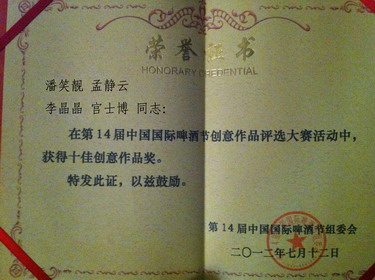 荣誉证书
HONORARY CREDENTIAL
潘笑靓 孟静云
李晶晶 官士博 同志:
在第14届中国国际啤酒节创意作品评选大赛活动中,
获得十佳创意作品奖。
特发此证，以兹鼓励。
第14届中国国际啤酒节组委会
二〇一二年七月十二日